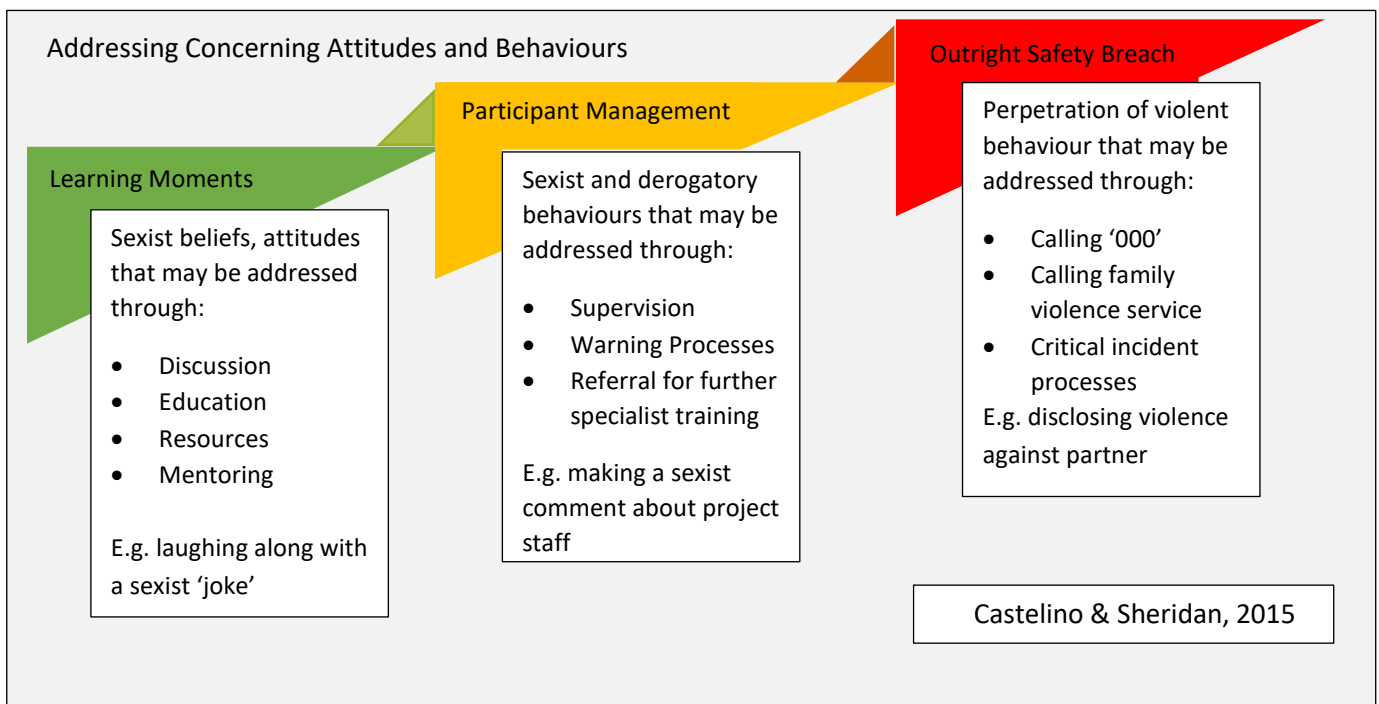 Addressing Concerning Attitudes and Behaviours
Learning Moments
Sexist beliefs, attitudes
that may be addressed
through:
• Discussion
• Education
• Resources
• Mentoring
E.g. laughing along with
a sexist ‘joke’
Participant Management
Sexist and derogatory
behaviours that may be
addressed through:
• Supervision
• Warning Processes
• Referral for further
specialist training
E.g. making a sexist
comment about project
staff
Outright Safety Breach
Perpetration of violent
behaviour that may be
addressed through:
• Calling ‘000’
• Calling family
violence service
• Critical incident
processes
E.g. disclosing violence
against partner
Castelino & Sheridan, 2015